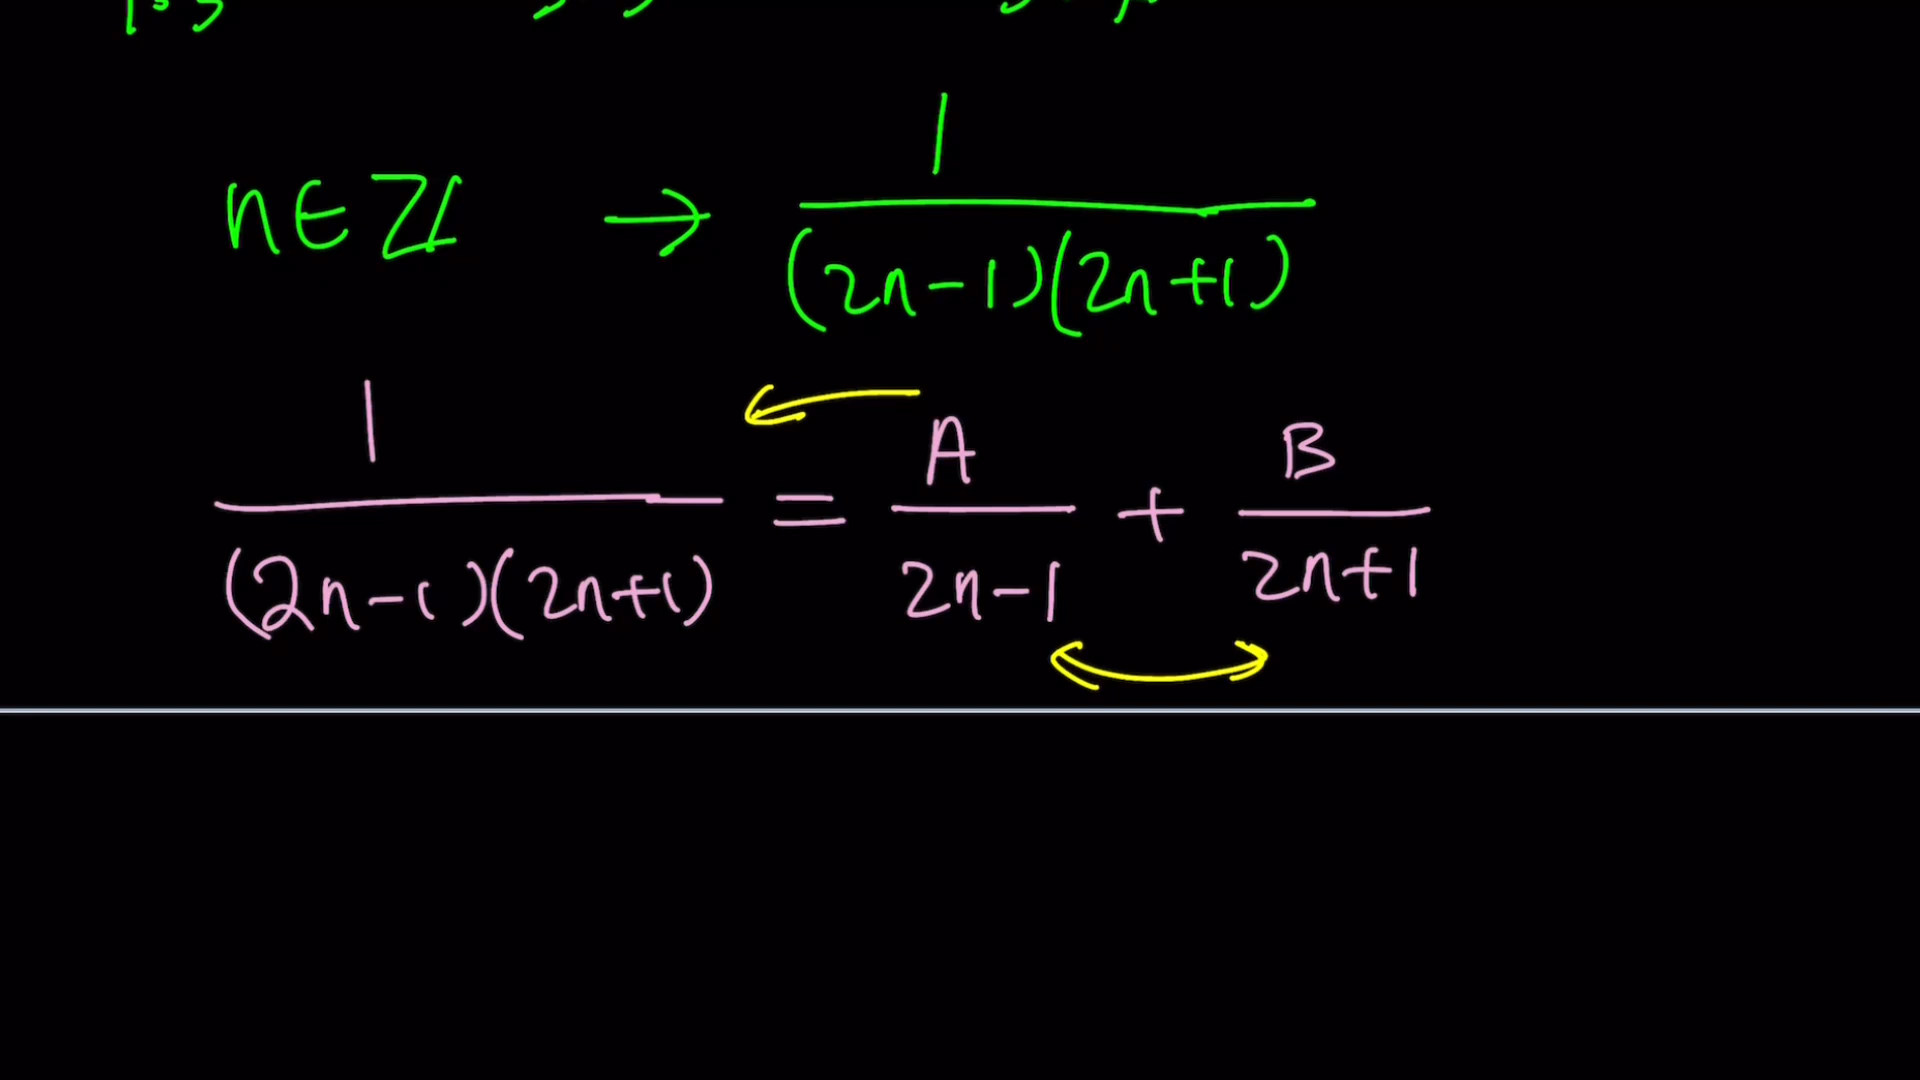 n∈ℤ → 1/((2n-1)(2n+1))
1/((2n-1)(2n+1)) = A/(2n-1) + B/(2n+1)